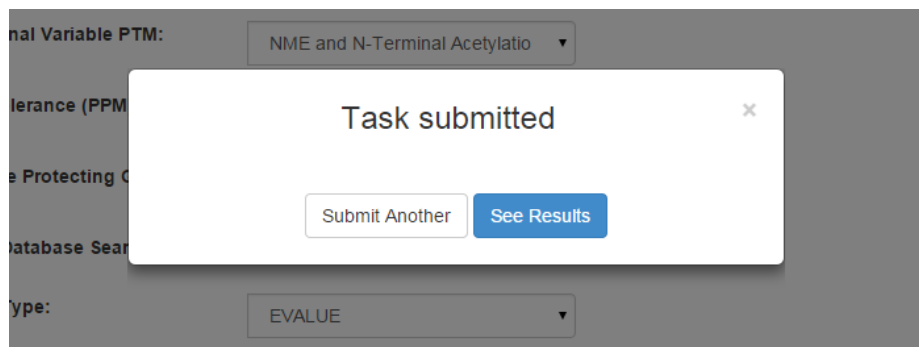 nal Variable PTM:
NME and N-Terminal Acetylatio
lerance (PPM
Task submitted
×
e Protecting
Submit Another
See Results
Database Sear
Type:
EVALUE